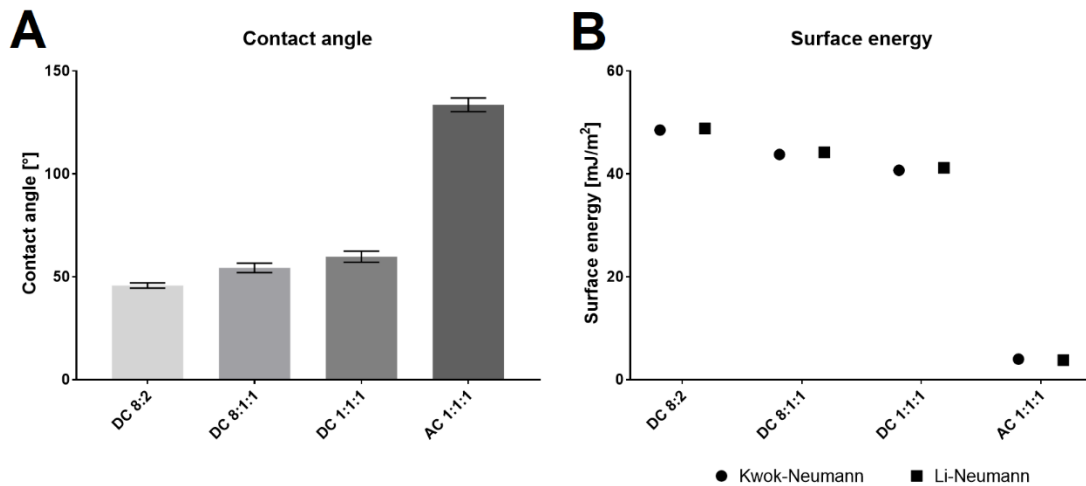 A
Contact angle
Contact angle [°]
150
100
50
0
DC 8:2
DC 8:1:1
DC 1:1:1
AC 1:1:1
B
Surface energy
Surface energy [mJ/m²]
60
40
20
0
DC 8:2
DC 8:1:1
DC 1:1:1
AC 1:1:1
Kwok-Neumann
Li-Neumann